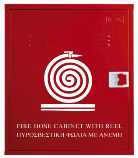 FIRE HOSE CABINET WITH REEL
ΠΥΡΟΣΒΕΣΤΙΚΗ ΦΩΛΙΑ ΜΕ ΑΝΕΜΗ